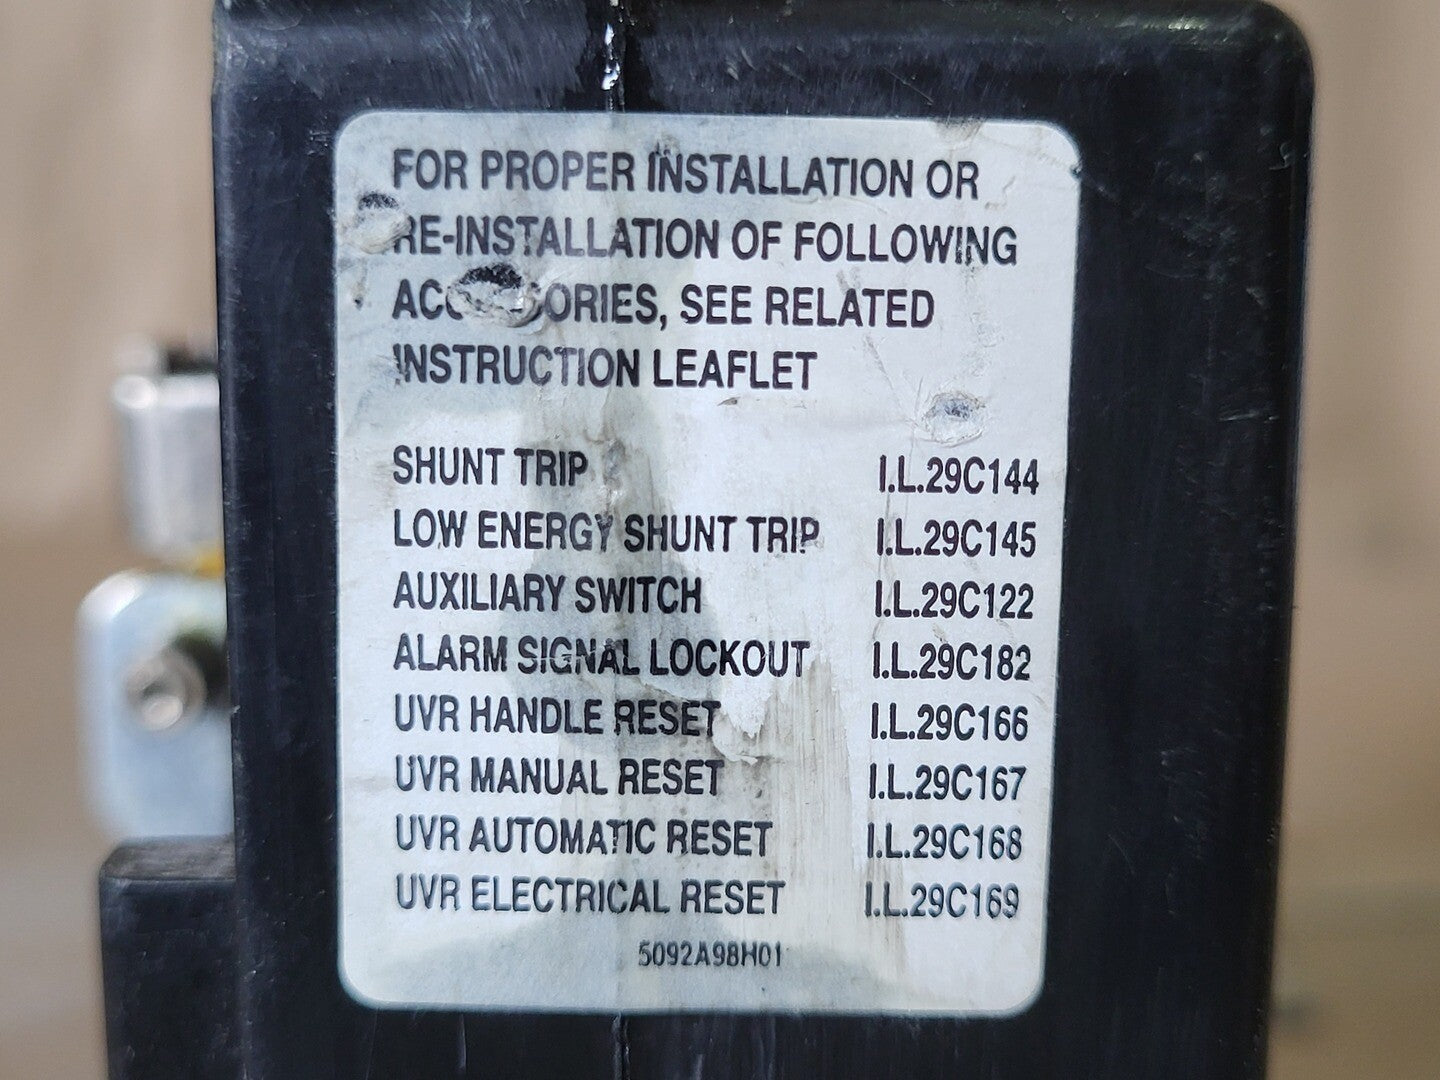 FOR PROPER INSTALLATION OR
RE-INSTALLATION OF FOLLOWING
ACCESSORIES, SEE RELATED
INSTRUCTION LEAFLET
SHUNT TRIP I.L.29C144
LOW ENERGY SHUNT TRIP I.L.29C145
AUXILIARY SWITCH I.L.29C122
ALARM SIGNAL LOCKOUT I.L.29C182
UVR HANDLE RESET I.L.29C166
UVR MANUAL RESET I.L.29C167
UVR AUTOMATIC RESET I.L.29C168
UVR ELECTRICAL RESET I.L.29C169
5092A98H01